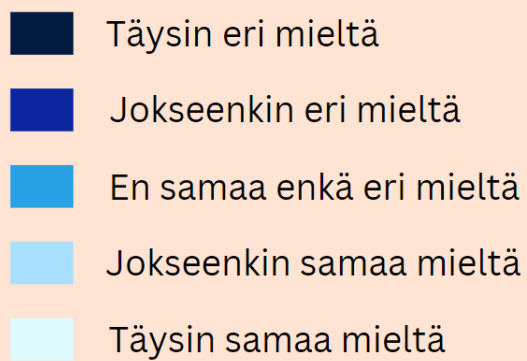 Täysin eri mieltä
Jokseenkin eri mieltä
En samaa enkä eri mieltä
Jokseenkin samaa mieltä
Täysin samaa mieltä